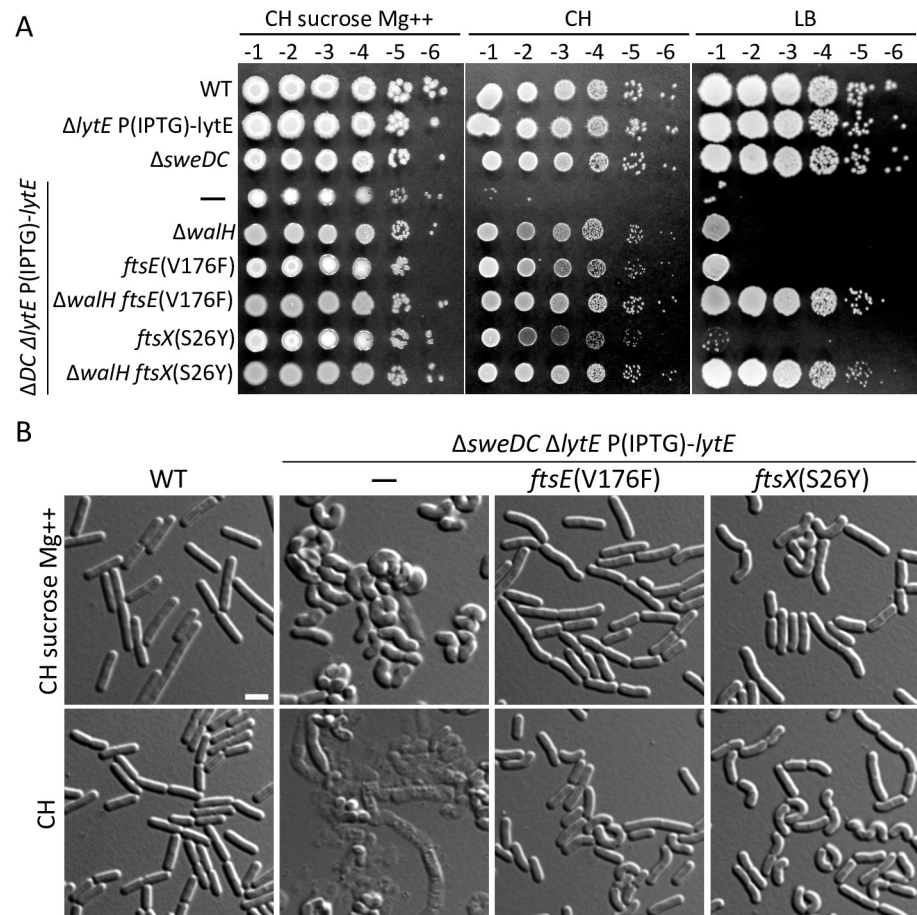 A
CH sucrose Mg++ CH LB
-1 -2 -3 -4 -5 -6 -1 -2 -3 -4 -5 -6 -1 -2 -3 -4 -5 -6
WT
ΔlytE P(IPTG)-lytE
ΔsweDC
—
ΔwalH
ftsE(V176F)
ΔwalH ftsE(V176F)
ftsX(S26Y)
ΔwalH ftsX(S26Y)
ΔDC ΔlytE P(IPTG)-lytE
B
ΔsweDC ΔlytE P(IPTG)-lytE
WT — ftsE(V176F) ftsX(S26Y)
CH sucrose Mg++
CH